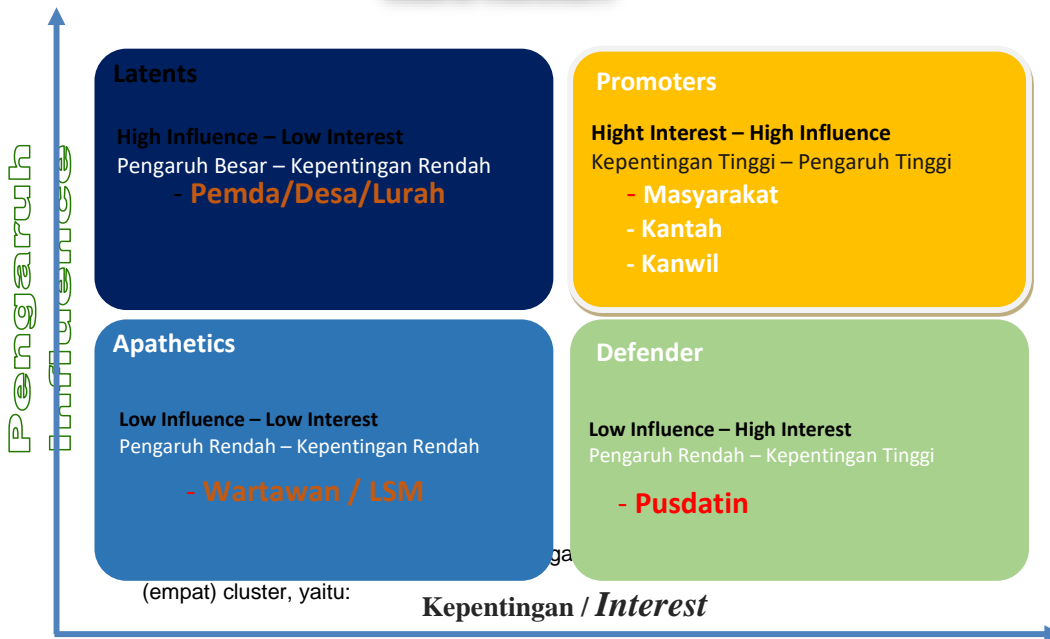 Pengaruh
Influence
Latents
High Influence – Low Interest
Pengaruh Besar – Kepentingan Rendah
- Pemda/Desa/Lurah
Promoters
Hight Interest – High Influence
Kepentingan Tinggi – Pengaruh Tinggi
- Masyarakat
- Kantah
- Kanwil
Apathetics
Low Influence – Low Interest
Pengaruh Rendah – Kepentingan Rendah
- Wartawan / LSM
Defender
Low Influence – High Interest
Pengaruh Rendah – Kepentingan Tinggi
- Pusdatin
(empat) cluster, yaitu:
Kepentingan / Interest